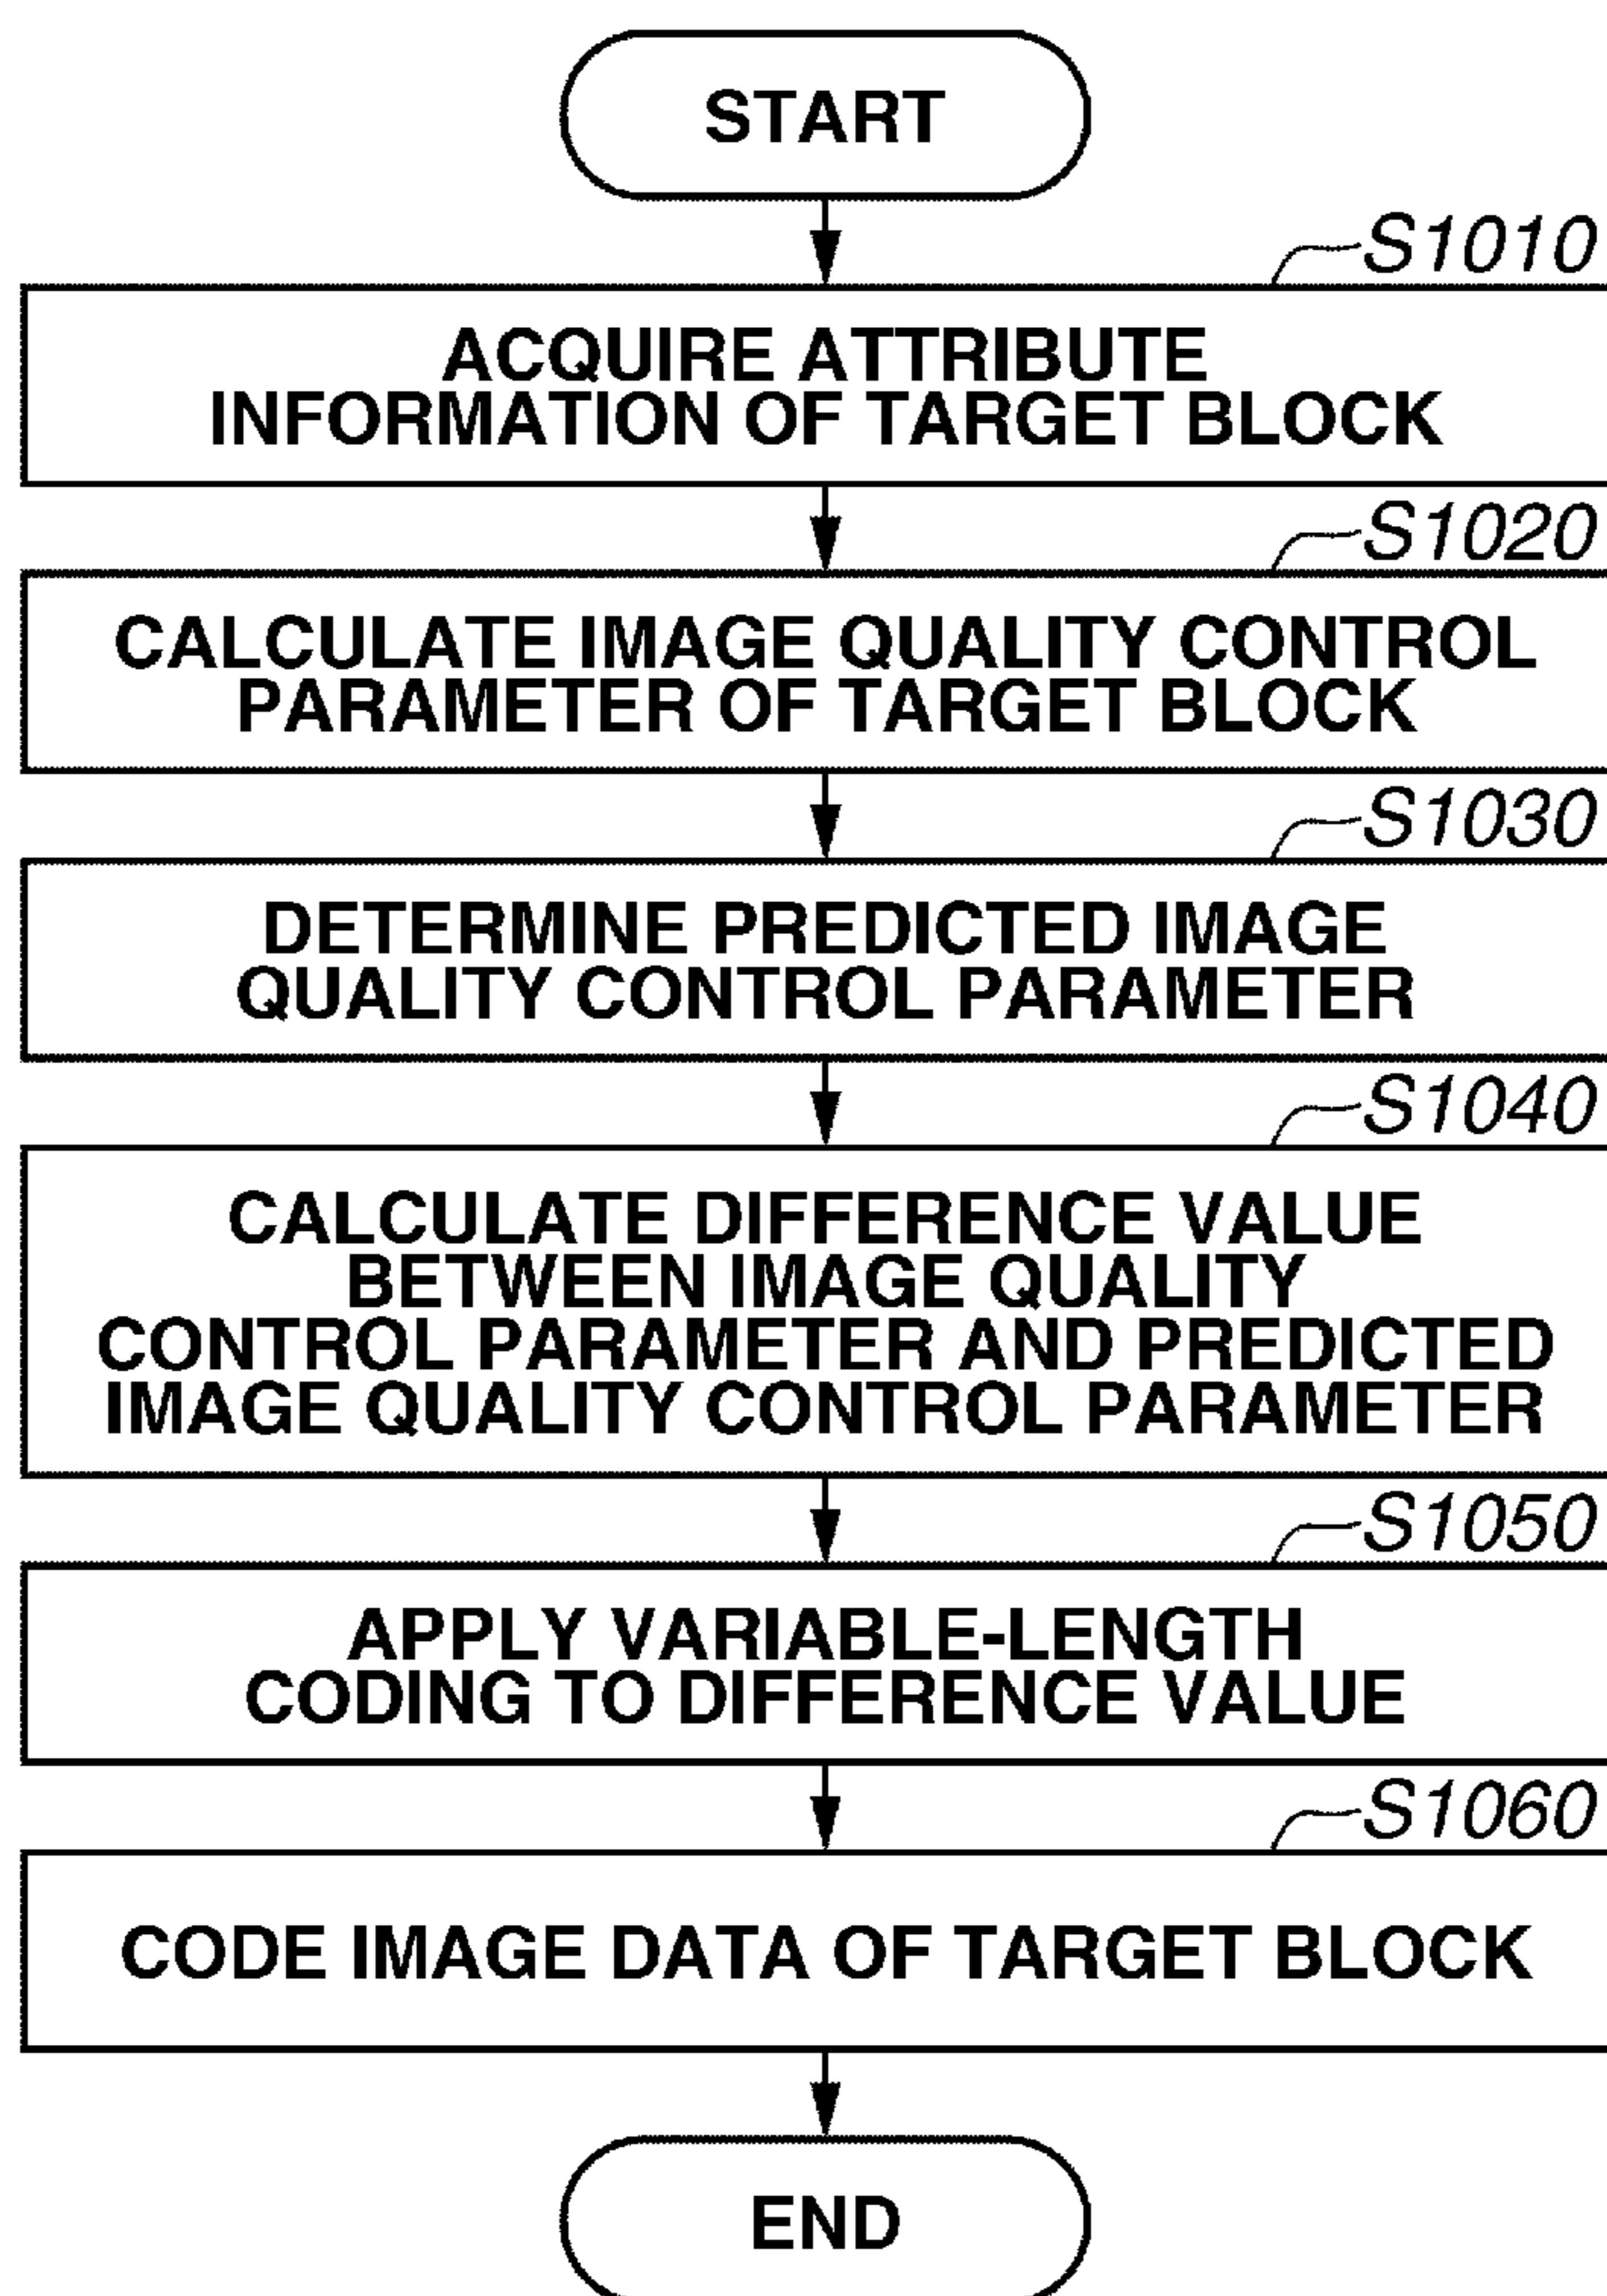 START
S1010
ACQUIRE ATTRIBUTE
INFORMATION OF TARGET BLOCK
S1020
CALCULATE IMAGE QUALITY CONTROL
PARAMETER OF TARGET BLOCK
S1030
DETERMINE PREDICTED IMAGE
QUALITY CONTROL PARAMETER
S1040
CALCULATE DIFFERENCE VALUE
BETWEEN IMAGE QUALITY
CONTROL PARAMETER AND PREDICTED
IMAGE QUALITY CONTROL PARAMETER
S1050
APPLY VARIABLE-LENGTH
CODING TO DIFFERENCE VALUE
S1060
CODE IMAGE DATA OF TARGET BLOCK
END